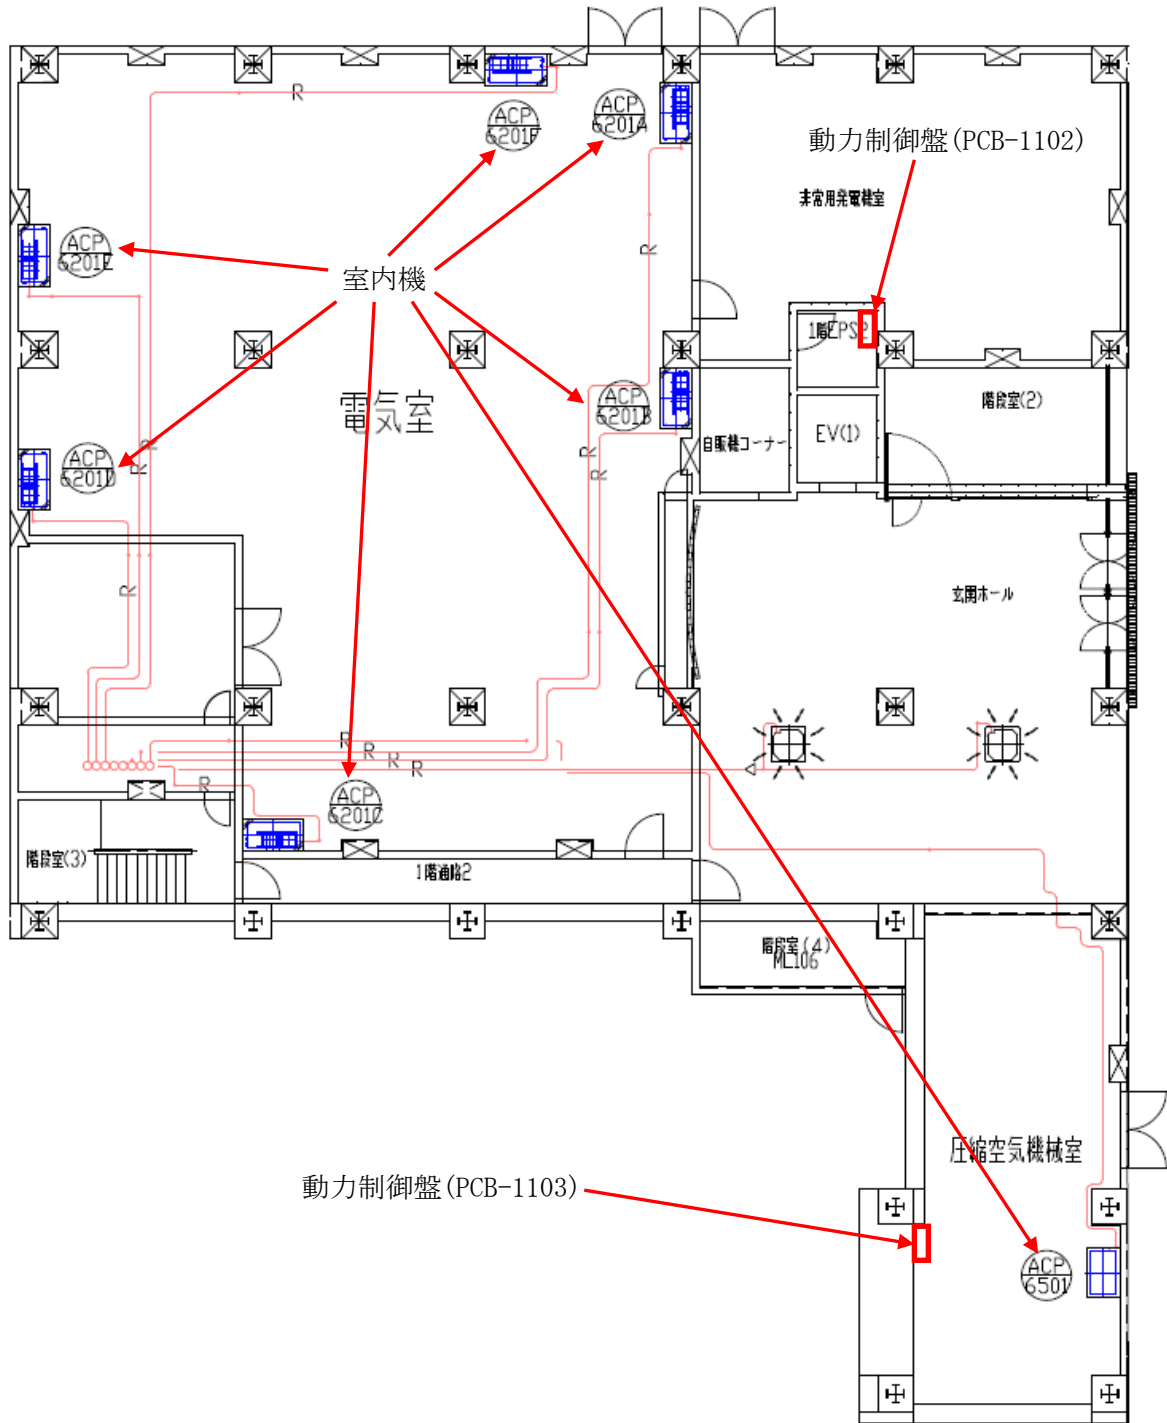 R
ACP
6201F
ACP
6201A
動力制御盤(PCB-1102)
非常用発電機室
ACP
6201E
R
室内機
1階EPS2
電気室
ACP
6201B
階段室(2)
EV(1)
自販機コーナー
R
R
R
R
ACP
6201D
R
玄関ホール
R
R
R
R
R
ACP
6201C
階段室(3)
1階通路2
階段室(4)
ML106
圧縮空気機械室
動力制御盤(PCB-1103)
ACP
6501